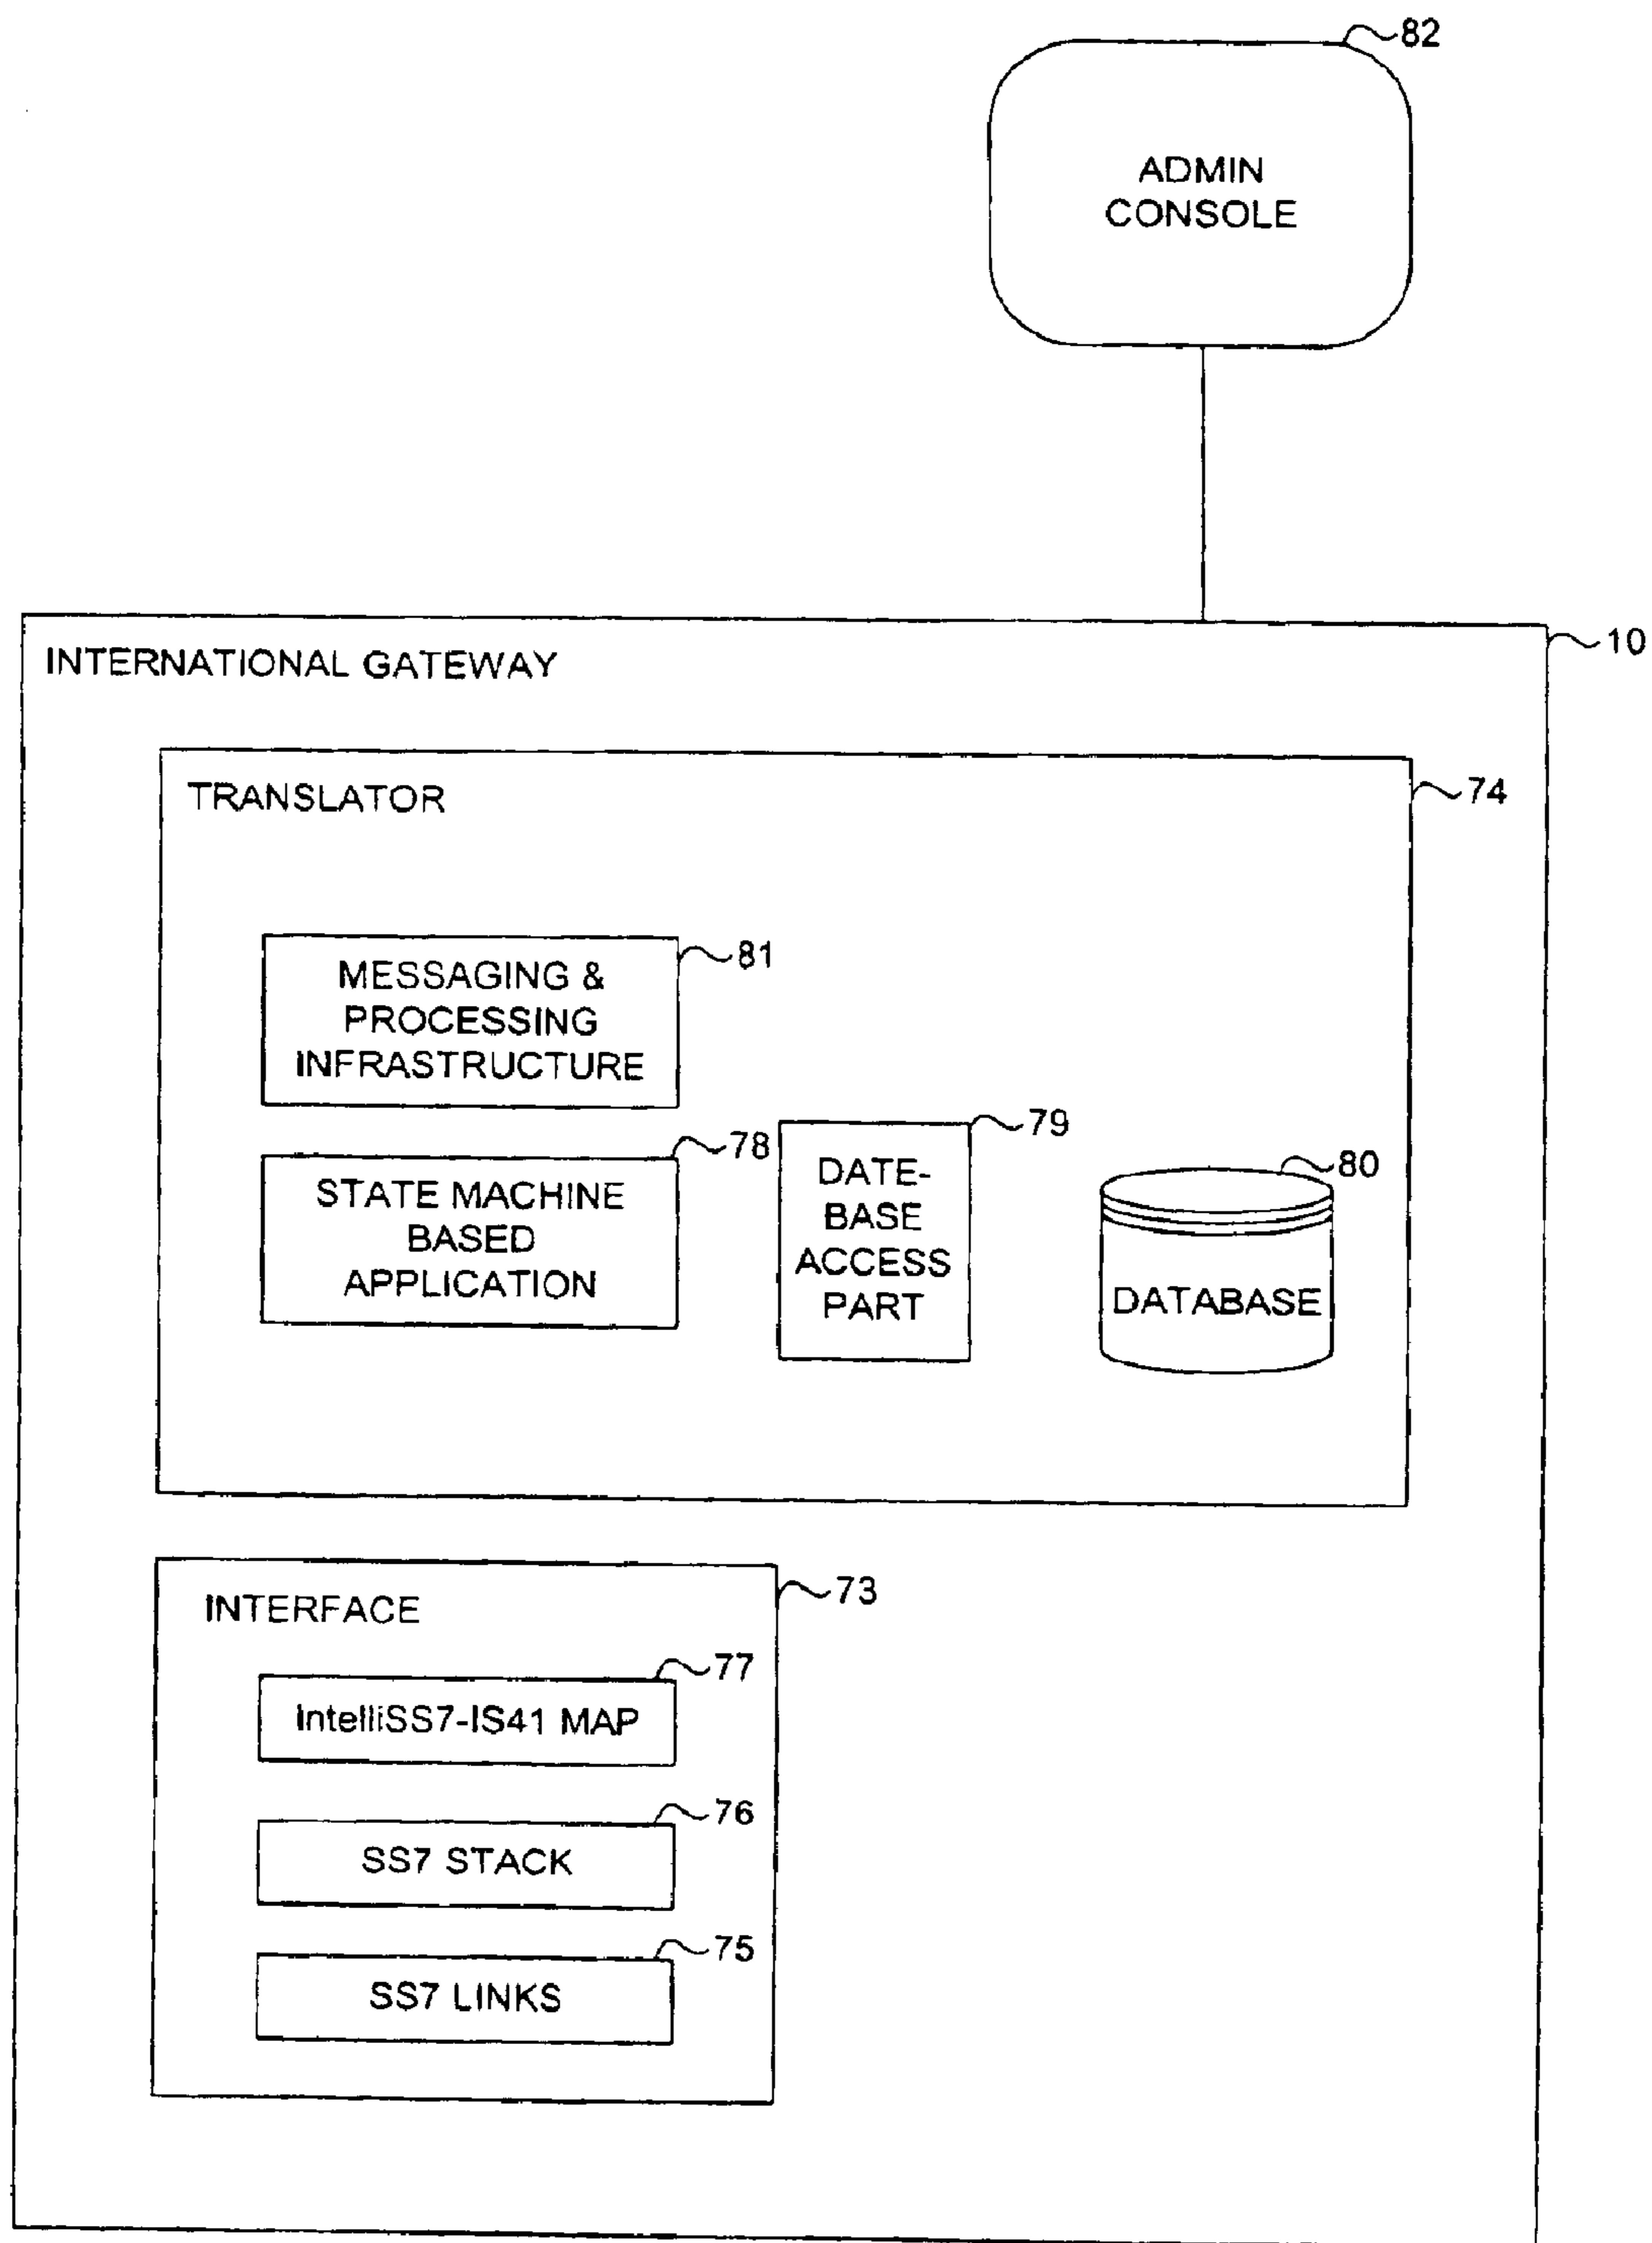 82
ADMIN
CONSOLE
10
INTERNATIONAL GATEWAY
74
TRANSLATOR
81
MESSAGING &
PROCESSING
INFRASTRUCTURE
78
STATE MACHINE
BASED
APPLICATION
79
DATE-
BASE
ACCESS
PART
80
DATABASE
73
INTERFACE
77
IntelliSS7-IS41 MAP
76
SS7 STACK
75
SS7 LINKS